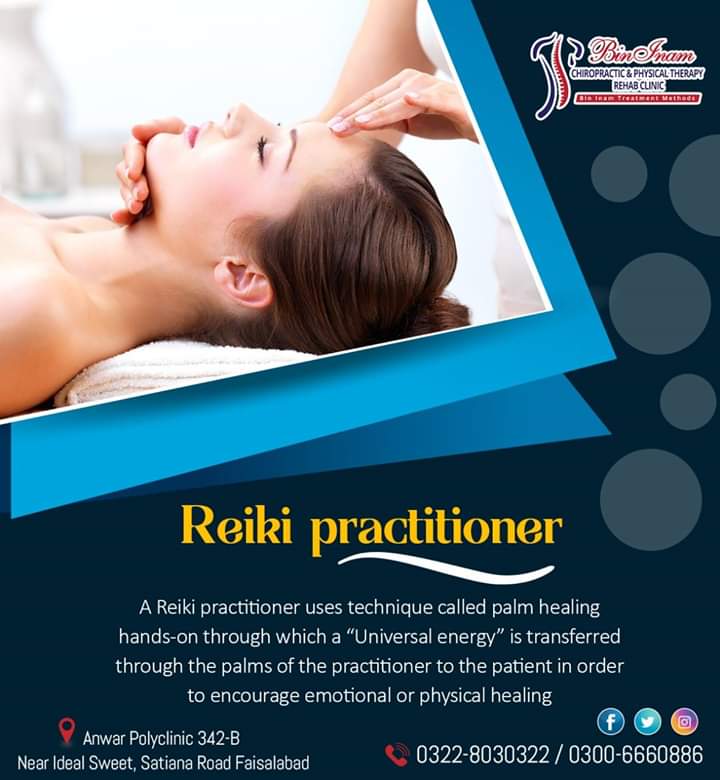 Bin Inam
CHIROPRACTIC & PHYSICAL THERAPY
REHAB CLINIC
Bin Inam Treatment Methods
Reiki practitioner
A Reiki practitioner uses technique called palm healing
hands-on through which a “Universal energy” is transferred
through the palms of the practitioner to the patient in order
to encourage emotional or physical healing
Anwar Polyclinic 342-B
Near Ideal Sweet, Satiana Road Faisalabad
0322-8030322 / 0300-6660886